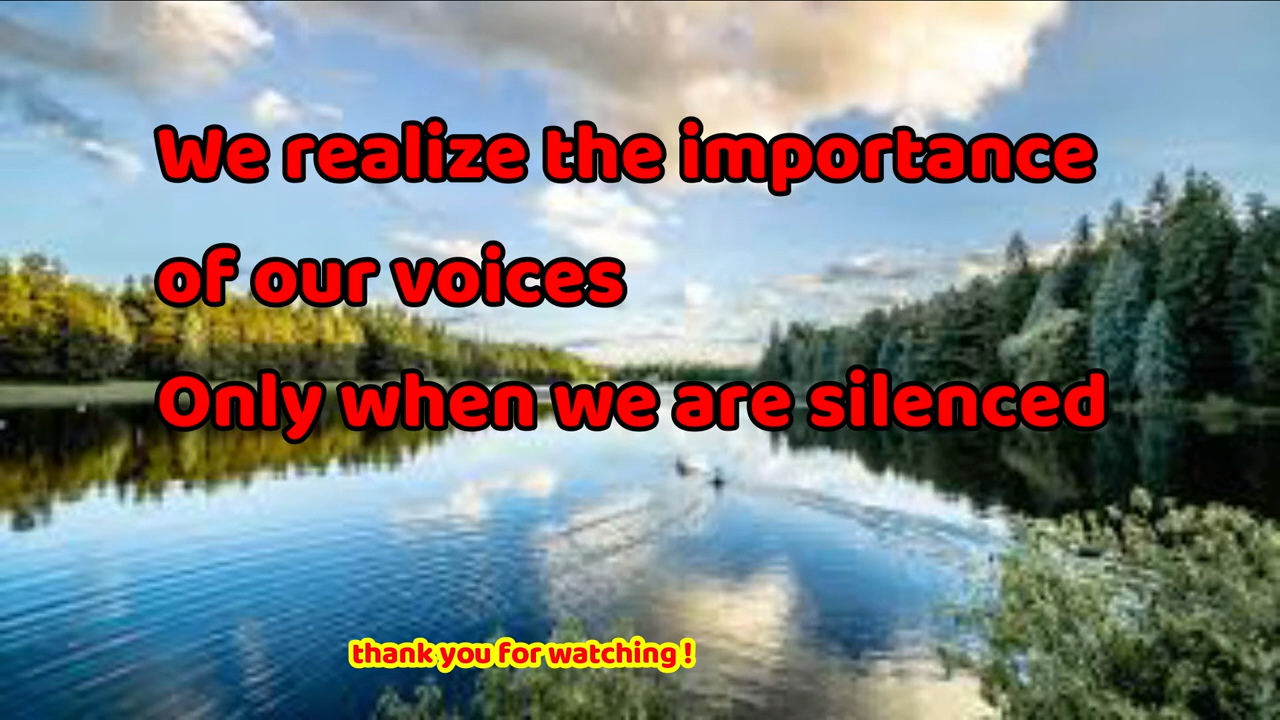 We realize the importance
of our voices
Only when we are silenced
thank you for watching !